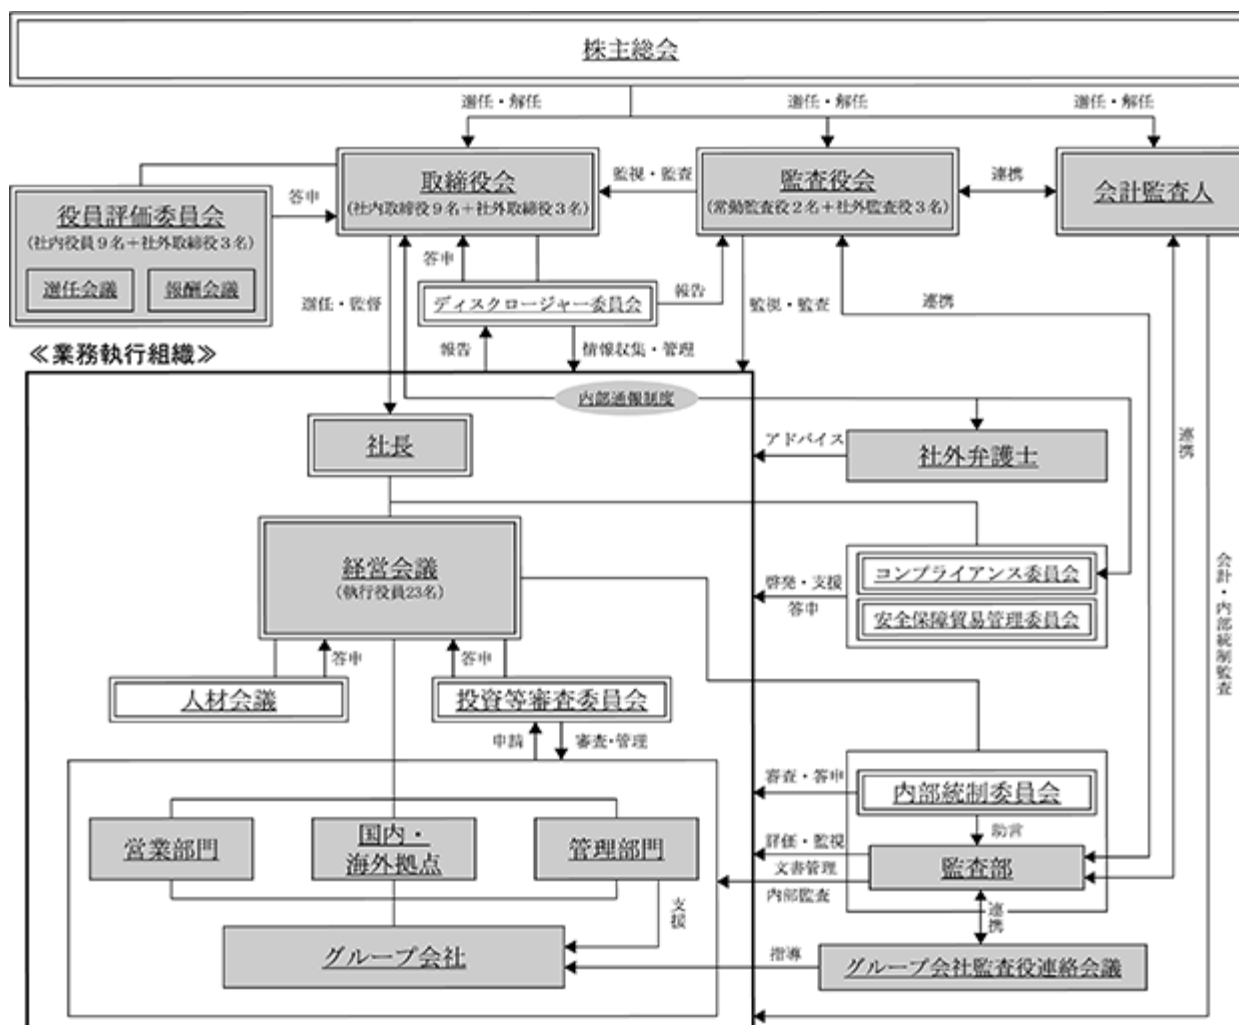 株主総会
選任・解任
選任・解任
選任・解任
取締役会
(社内取締役９名＋社外取締役３名)
監視・監査
監査役会
(常勤監査役２名＋社外監査役３名)
連携
会計監査人
役員評価委員会
(社内役員９名＋社外取締役３名)
選任会議
報酬会議
答申
答申
選任・監督
ディスクロージャー委員会
報告
監視・監査
連携
報告
情報収集・管理
≪業務執行組織≫
内部通報制度
社長
アドバイス
社外弁護士
連携
経営会議
(執行役員23名)
啓発・支援
答申
コンプライアンス委員会
安全保障貿易管理委員会
会計・内部統制監査
答申
答申
人材会議
投資等審査委員会
申請
審査・管理
審査・答申
内部統制委員会
助言
営業部門
国内・
海外拠点
管理部門
評価・監視
文書管理
内部監査
監査部
支援
連携
グループ会社
指導
グループ会社監査役連絡会議